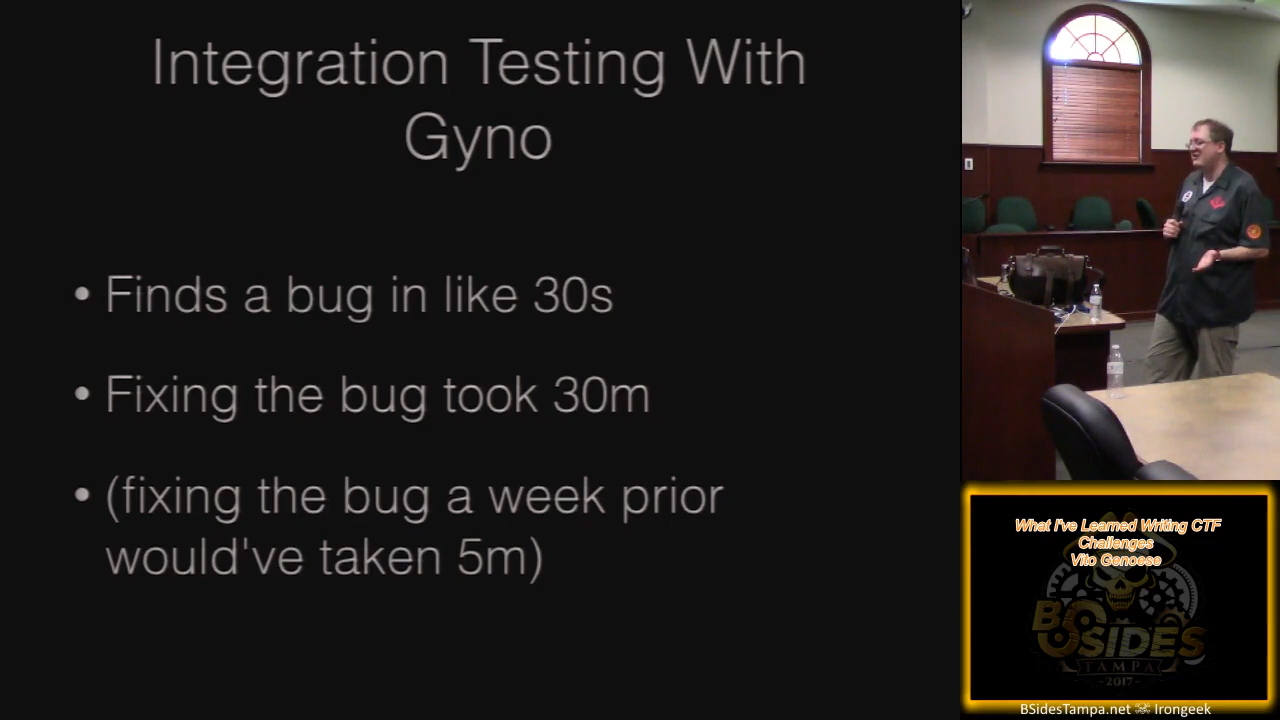 Integration Testing With
Gyno
• Finds a bug in like 30s
• Fixing the bug took 30m
• (fixing the bug a week prior
would've taken 5m)
What I've Learned Writing CTF
Challenges
Vito Genoese
BSIDES
TAMPA
-2017-
BSidesTampa.net ☠ Irongeek